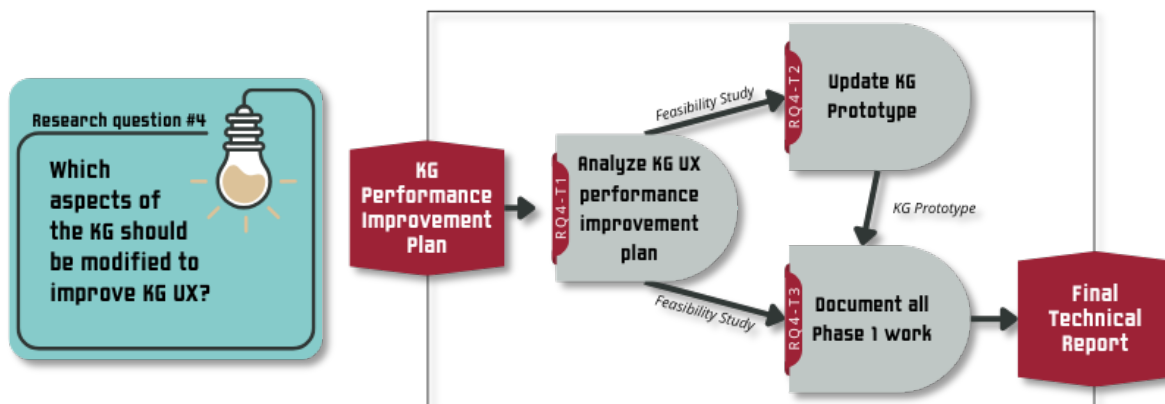 Research question #4
Which
aspects of
the KG should
be modified to
improve KG UX?
KG
Performance
Improvement
Plan
RQ4-T1
Analyze KG UX
performance
improvement
plan
Feasibility Study
Feasibility Study
RQ4-T2
Update KG
Prototype
KG Prototype
RQ4-T3
Document all
Phase 1 work
Final
Technical
Report